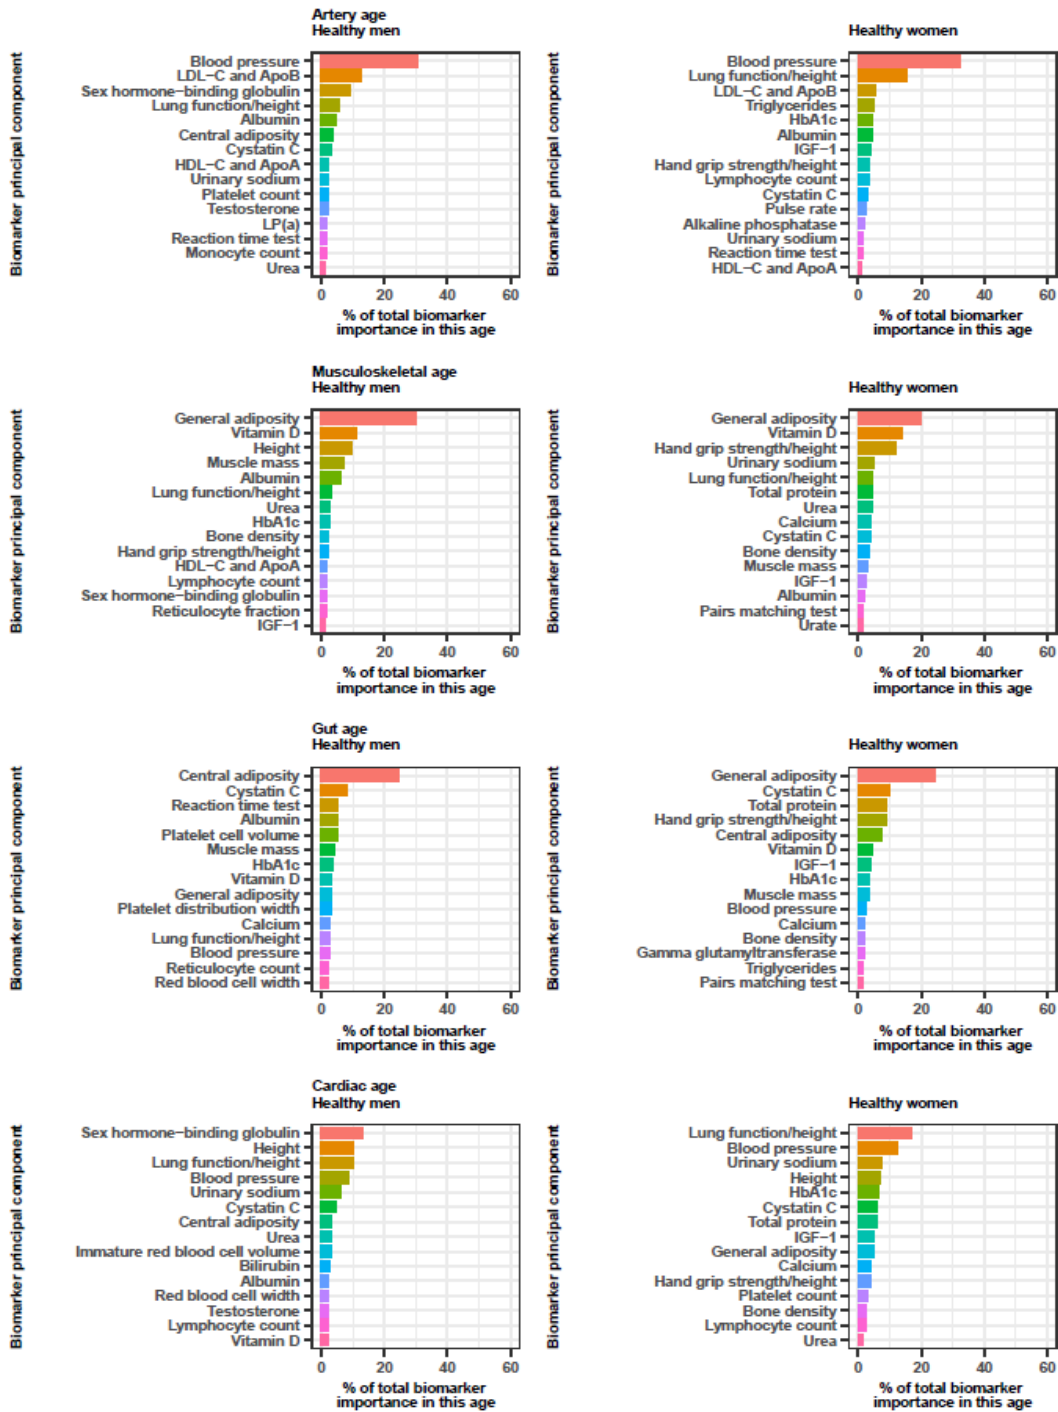 Artery age
Healthy men
Biomarker principal component
Blood pressure
LDL−C and ApoB
Sex hormone−binding globulin
Lung function/height
Albumin
Central adiposity
Cystatin C
HDL−C and ApoA
Urinary sodium
Platelet count
Testosterone
LP(a)
Reaction time test
Monocyte count
Urea
0 20 40 60
% of total biomarker
importance in this age
Healthy women
Biomarker principal component
Blood pressure
Lung function/height
LDL−C and ApoB
Triglycerides
HbA1c
Albumin
IGF−1
Hand grip strength/height
Lymphocyte count
Cystatin C
Pulse rate
Alkaline phosphatase
Urinary sodium
Reaction time test
HDL−C and ApoA
0 20 40 60
% of total biomarker
importance in this age
Musculoskeletal age
Healthy men
Biomarker principal component
General adiposity
Vitamin D
Height
Muscle mass
Albumin
Lung function/height
Urea
HbA1c
Bone density
Hand grip strength/height
HDL−C and ApoA
Lymphocyte count
Sex hormone−binding globulin
Reticulocyte fraction
IGF−1
0 20 40 60
% of total biomarker
importance in this age
Healthy women
Biomarker principal component
General adiposity
Vitamin D
Hand grip strength/height
Urinary sodium
Lung function/height
Total protein
Urea
Calcium
Cystatin C
Bone density
Muscle mass
IGF−1
Albumin
Pairs matching test
Urate
0 20 40 60
% of total biomarker
importance in this age
Gut age
Healthy men
Biomarker principal component
Central adiposity
Cystatin C
Reaction time test
Albumin
Platelet cell volume
Muscle mass
HbA1c
Vitamin D
General adiposity
Platelet distribution width
Calcium
Lung function/height
Blood pressure
Reticulocyte count
Red blood cell width
0 20 40 60
% of total biomarker
importance in this age
Healthy women
Biomarker principal component
General adiposity
Cystatin C
Total protein
Hand grip strength/height
Central adiposity
Vitamin D
IGF−1
HbA1c
Muscle mass
Blood pressure
Calcium
Bone density
Gamma glutamyltransferase
Triglycerides
Pairs matching test
0 20 40 60
% of total biomarker
importance in this age
Cardiac age
Healthy men
Biomarker principal component
Sex hormone−binding globulin
Height
Lung function/height
Blood pressure
Urinary sodium
Cystatin C
Central adiposity
Urea
Immature red blood cell volume
Bilirubin
Albumin
Red blood cell width
Testosterone
Lymphocyte count
Vitamin D
0 20 40 60
% of total biomarker
importance in this age
Healthy women
Biomarker principal component
Lung function/height
Blood pressure
Urinary sodium
Height
HbA1c
Cystatin C
Total protein
IGF−1
General adiposity
Calcium
Hand grip strength/height
Platelet count
Bone density
Lymphocyte count
Urea
0 20 40 60
% of total biomarker
importance in this age